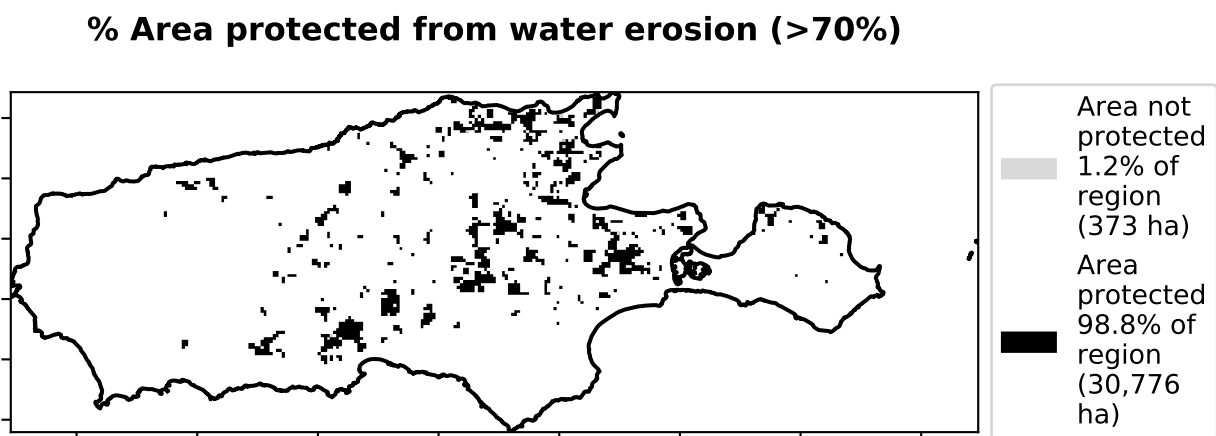 % Area protected from water erosion (>70%)
Area not
protected
1.2% of
region
(373 ha)
Area
protected
98.8% of
region
(30,776
ha)